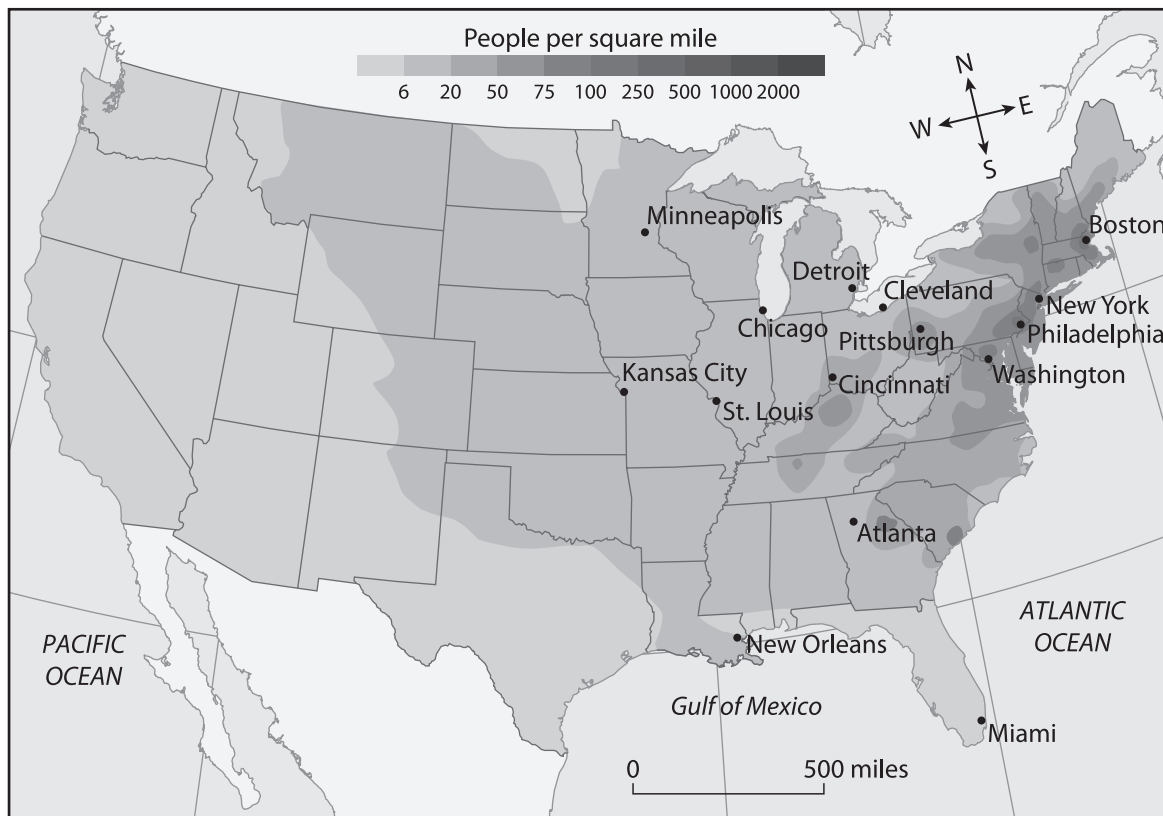 People per square mile
6 20 50 75 100 250 500 1000 2000
N
W E
S
Minneapolis
Boston
Detroit
Cleveland
New York
Chicago
Pittsburgh
Philadelphia
Washington
Kansas City
Cincinnati
St. Louis
Atlanta
PACIFIC
OCEAN
ATLANTIC
OCEAN
New Orleans
Gulf of Mexico
Miami
0 500 miles